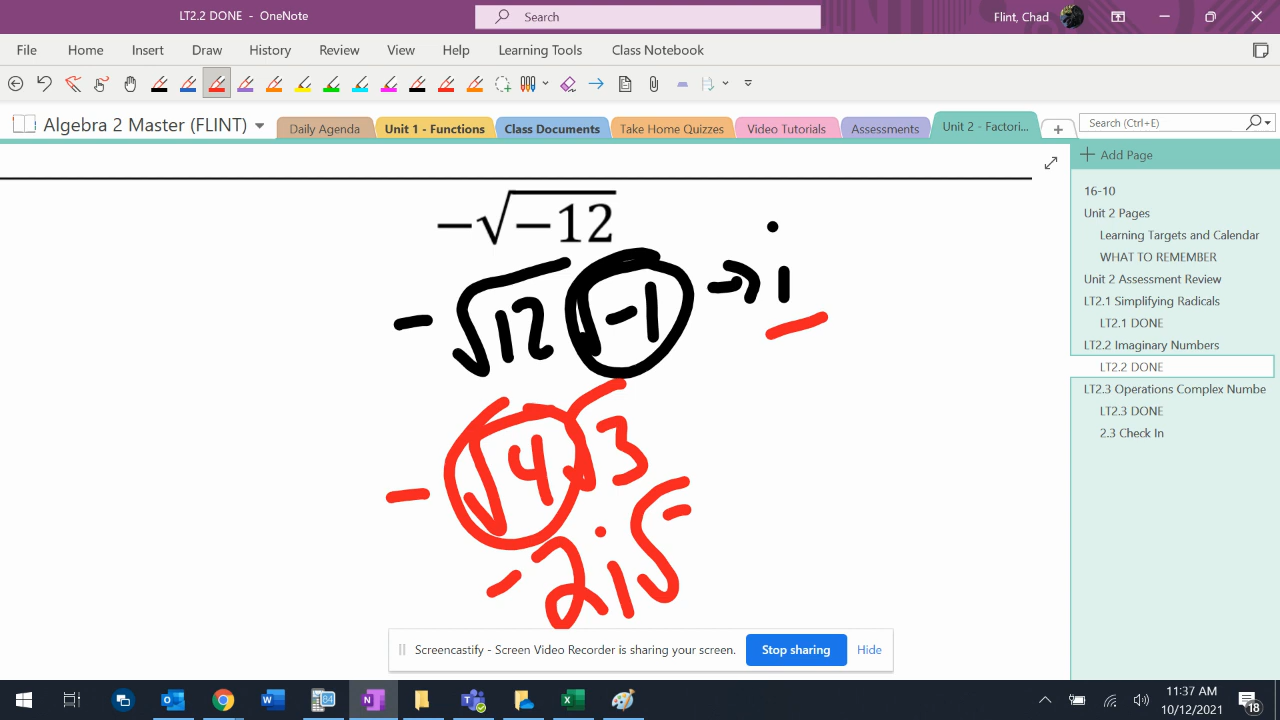 LT2.2 DONE - OneNote
Search
Flint, Chad
File Home Insert Draw History Review View Help Learning Tools Class Notebook
Algebra 2 Master (FLINT)
Daily Agenda
Unit 1 - Functions
Class Documents
Take Home Quizzes
Video Tutorials
Assessments
Unit 2 - Factori...
+
Search (Ctrl+E)
Add Page
16-10
Unit 2 Pages
Learning Targets and Calendar
WHAT TO REMEMBER
Unit 2 Assessment Review
LT2.1 Simplifying Radicals
LT2.1 DONE
LT2.2 Imaginary Numbers
LT2.2 DONE
LT2.3 Operations Complex Numbe
LT2.3 DONE
2.3 Check In
−√−12
-√12 √-1 → i
-√4 √3
-2i√
Screencastify - Screen Video Recorder is sharing your screen.
Stop sharing
Hide
84
11:37 AM
10/12/2021
18